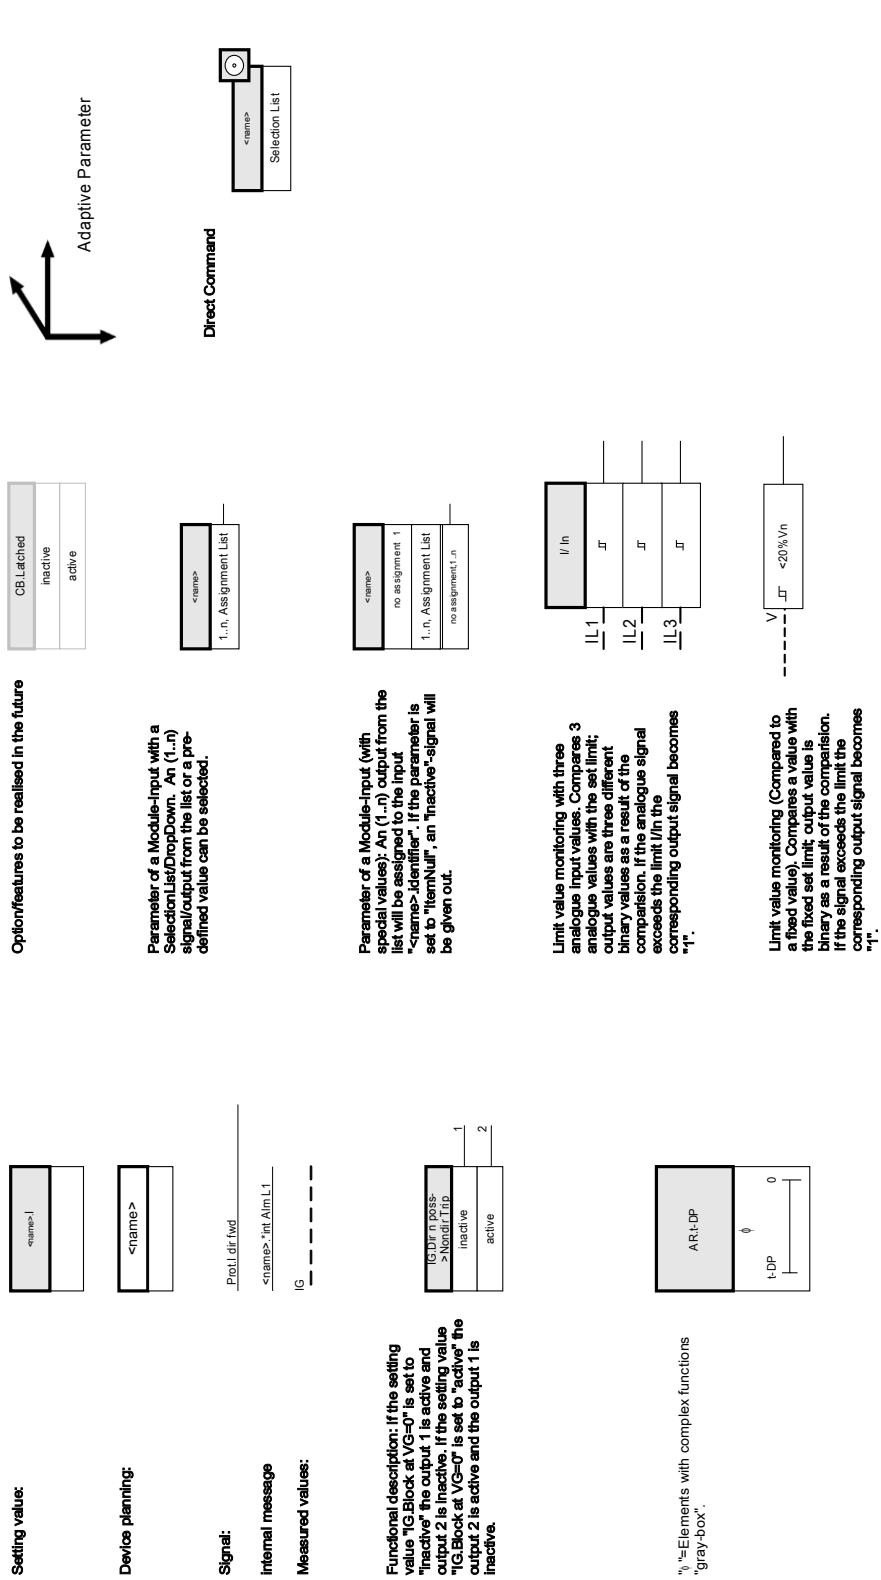 Setting value:
<name>.I
Device planning:
<name>
Signal:
Prot.I dir fwd
internal message
<name>.*int Alm L1
Measured values:
IG
Functional description: If the setting
value "IG.Block at VG=0" is set to
"inactive" the output 1 is active and
output 2 is inactive. If the setting value
"IG.Block at VG=0" is set to "active" the
output 2 is active and the output 1 is
inactive.
IG.Dir n poss-
>Nondir Trip
inactive
1
active
2
"ϕ"=Elements with complex functions
"gray-box".
AR.t-DP
ϕ
t-DP
0
Option/features to be realised in the future
CB.Latched
inactive
active
Parameter of a Module-Input with a
SelectionList/DropDown. An (1..n)
signal/output from the list or a pre-
defined value can be selected.
<name>
1..n, Assignment List
Parameter of a Module-Input (with
special values): An (1...n) output from the
list will be assigned to the input
"<name>.identifier". If the parameter is
set to "ItemNull", an "inactive"-signal will
be given out.
<name>
no assignment 1
1..n, Assignment List
no assignment,1..n
Limit value monitoring with three
analogue input values. Compares 3
analogue values with the set limit;
output values are three different
binary values as a result of the
comparision. If the analogue signal
exceeds the limit I/In the
corresponding output signal becomes
"1".
I/ In
IL1
IL2
IL3
Limit value monitoring (Compared to
a fixed value). Compares a value with
the fixed set limit; output value is
binary as a result of the comparision.
If the signal exceeds the limit the
corresponding output signal becomes
"1".
V
<20%Vn
Adaptive Parameter
Direct Command
<name>
Selection List